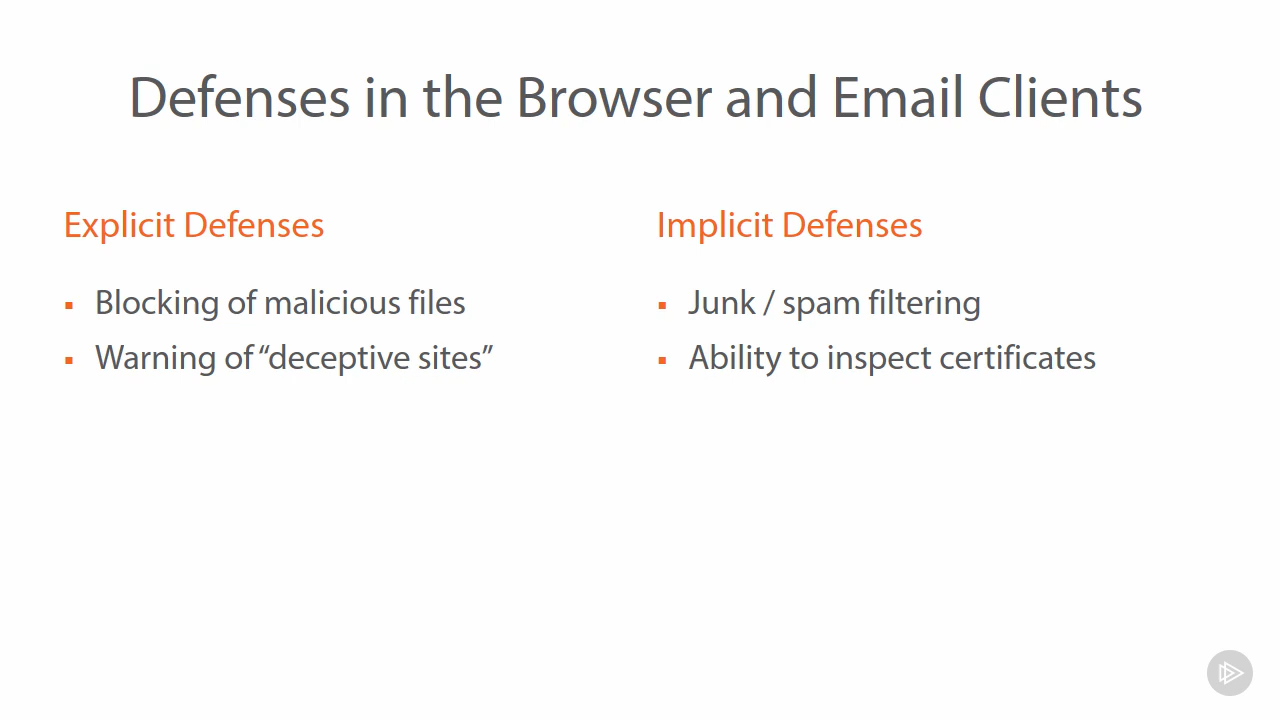 Defenses in the Browser and Email Clients
Explicit Defenses
▪ Blocking of malicious files
▪ Warning of “deceptive sites”
Implicit Defenses
▪ Junk / spam filtering
▪ Ability to inspect certificates